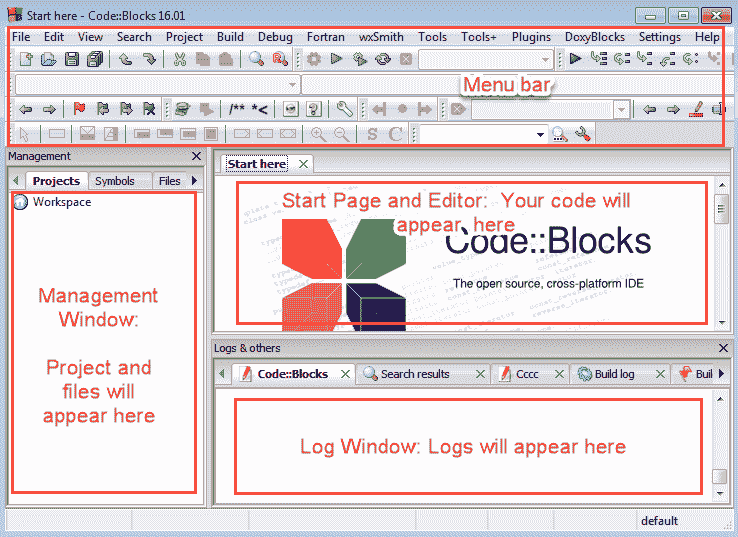 Start here - Code::Blocks 16.01
File Edit View Search Project Build Debug Fortran wxSmith Tools Tools+ Plugins DoxyBlocks Settings Help
Menu bar
/** *<
S C
Management
Projects Symbols Files
Workspace
Management
Window:
Project and
files will
appear here
Start here
Start Page and Editor: Your code will
appear here
Code::Blocks
The open source, cross-platform IDE
Logs & others
Code::Blocks Search results Cccc Build log Buil
Log Window: Logs will appear here
default